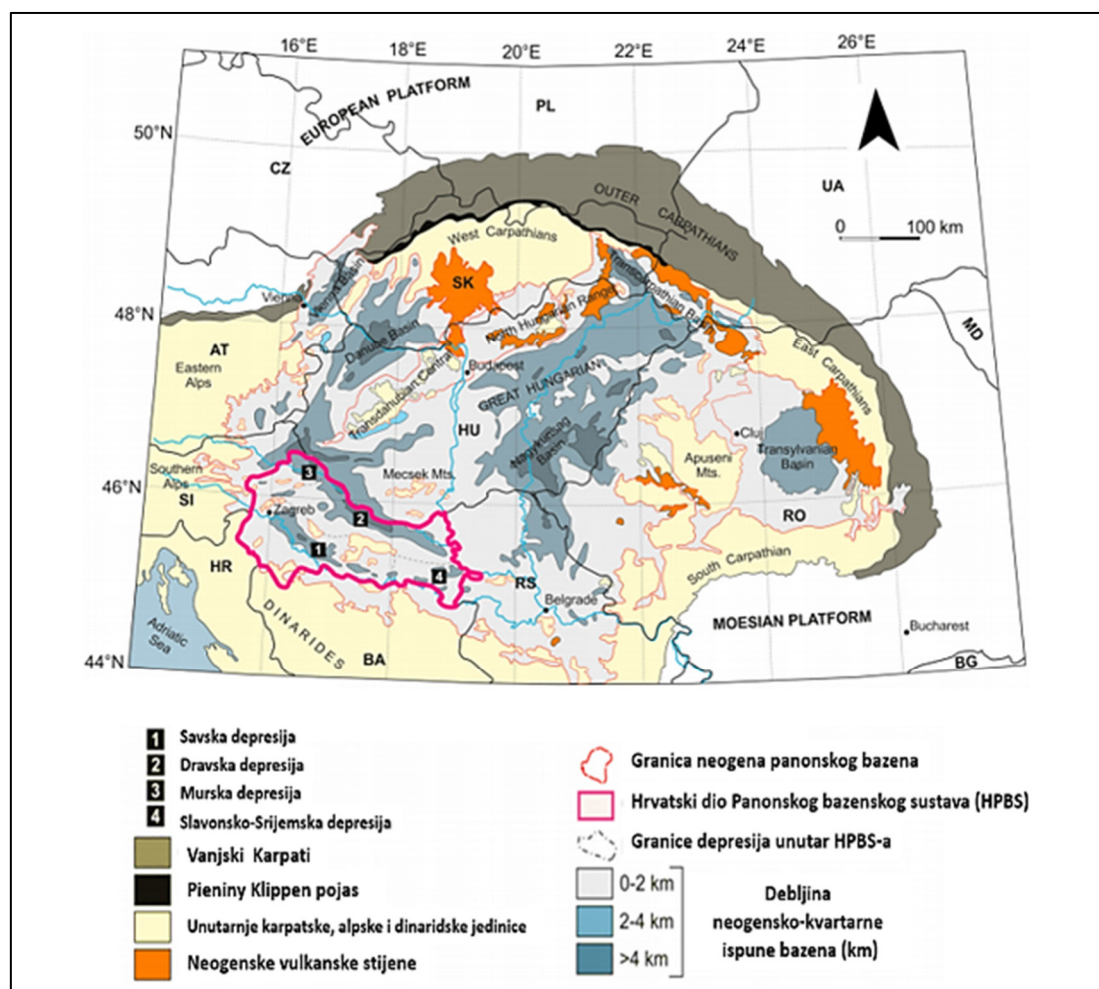 16°E 18°E 20°E 22°E 24°E 26°E
50°N
48°N
46°N
44°N
EUROPEAN PLATFORM
PL
CZ
UA
OUTER CARPATHIANS
0 100 km
West Carpathians
SK
Vienna
Vienna Basin
Transcarpathian Basin
North Hungarian Range
MD
Danube Basin
AT
Eastern Alps
Budapest
East Carpathians
GREAT HUNGARIAN
Transdanubian Central
HU
Cluj
Nagykunság Basin
Transylvanian Basin
Apuseni Mts.
Mecsek Mts.
Southern Alps
3
SI
Zagreb
2
RO
1
4
HR
RS
South Carpathian
Belgrade
DINARIDES
MOESIAN PLATFORM
Bucharest
Adriatic Sea
BA
BG
1 Savska depresija
2 Dravska depresija
3 Murska depresija
4 Slavonsko-Srijemska depresija
Vanjski Karpati
Pieniny Klippen pojas
Unutarnje karpatske, alpske i dinaridske jedinice
Neogenske vulkanske stijene
Granica neogena panonskog bazena
Hrvatski dio Panonskog bazenskog sustava (HPBS)
Granice depresija unutar HPBS-a
0-2 km
2-4 km
>4 km
Debljina
neogensko-kvartarne
ispune bazena (km)